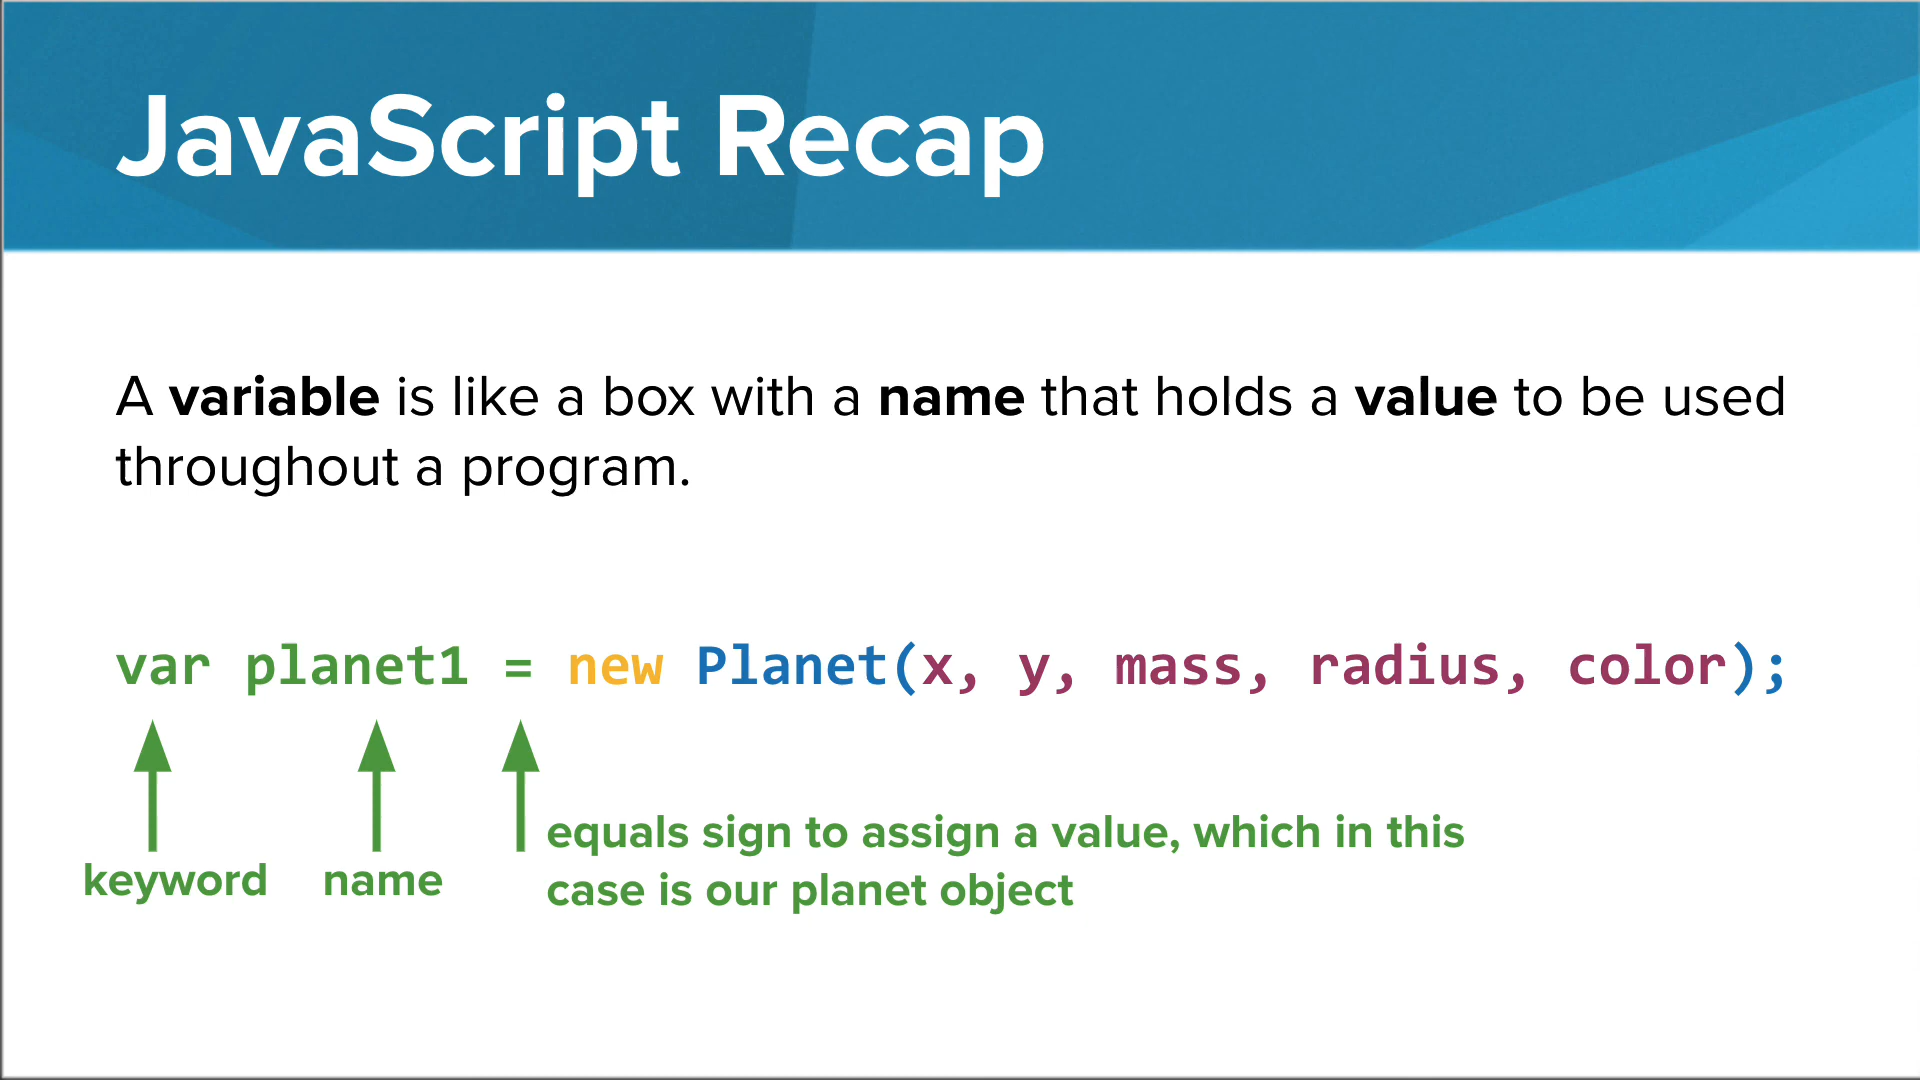 JavaScript Recap
A variable is like a box with a name that holds a value to be used
throughout a program.
var planet1 = new Planet(x, y, mass, radius, color);
keyword
name
equals sign to assign a value, which in this
case is our planet object